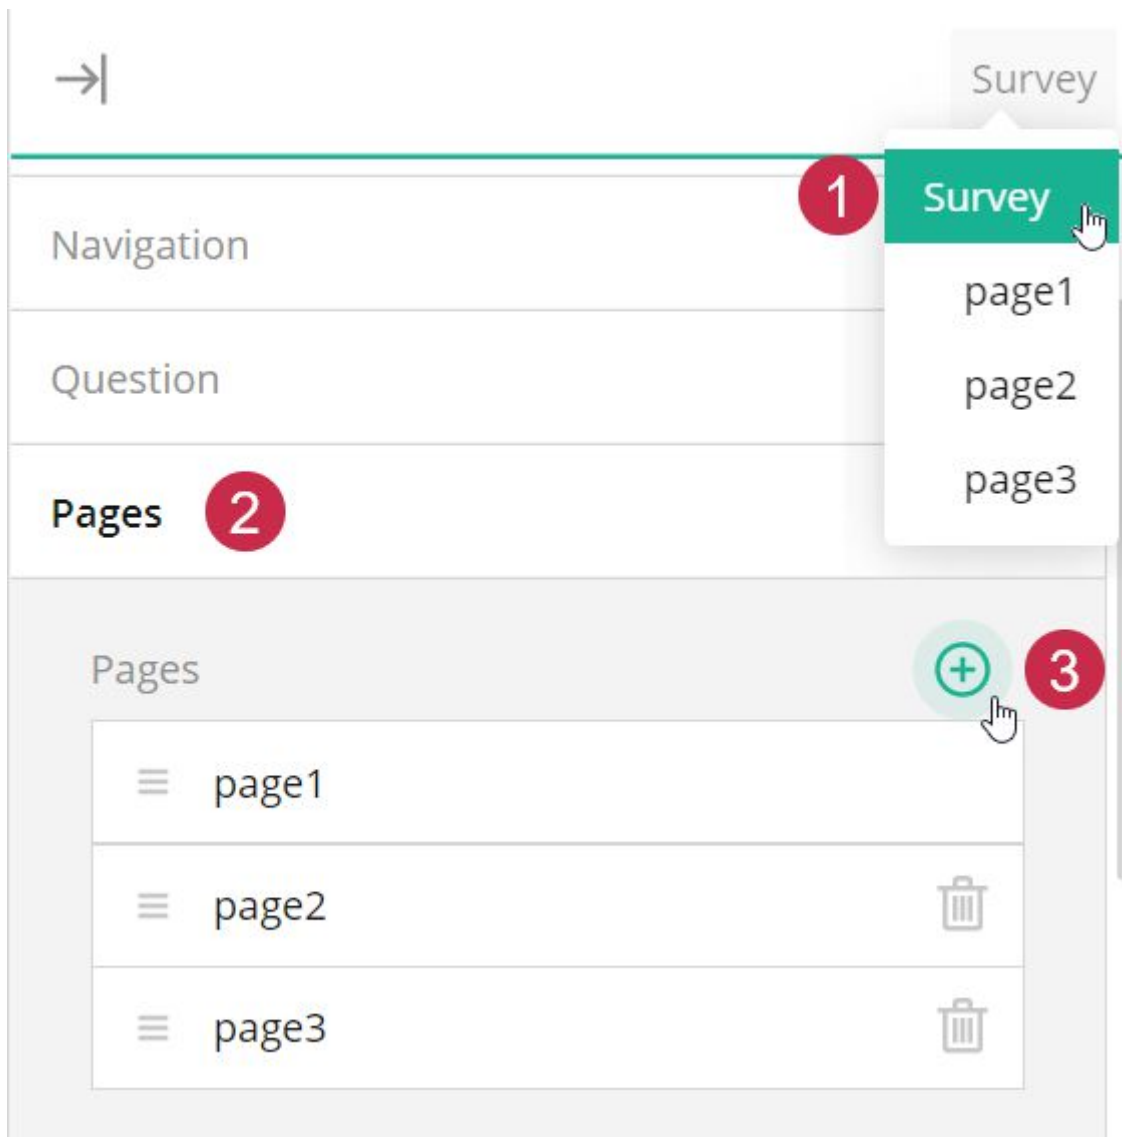 Survey
1
Survey
Navigation
page1
Question
page2
Pages
2
page3
Pages
3
page1
page2
page3